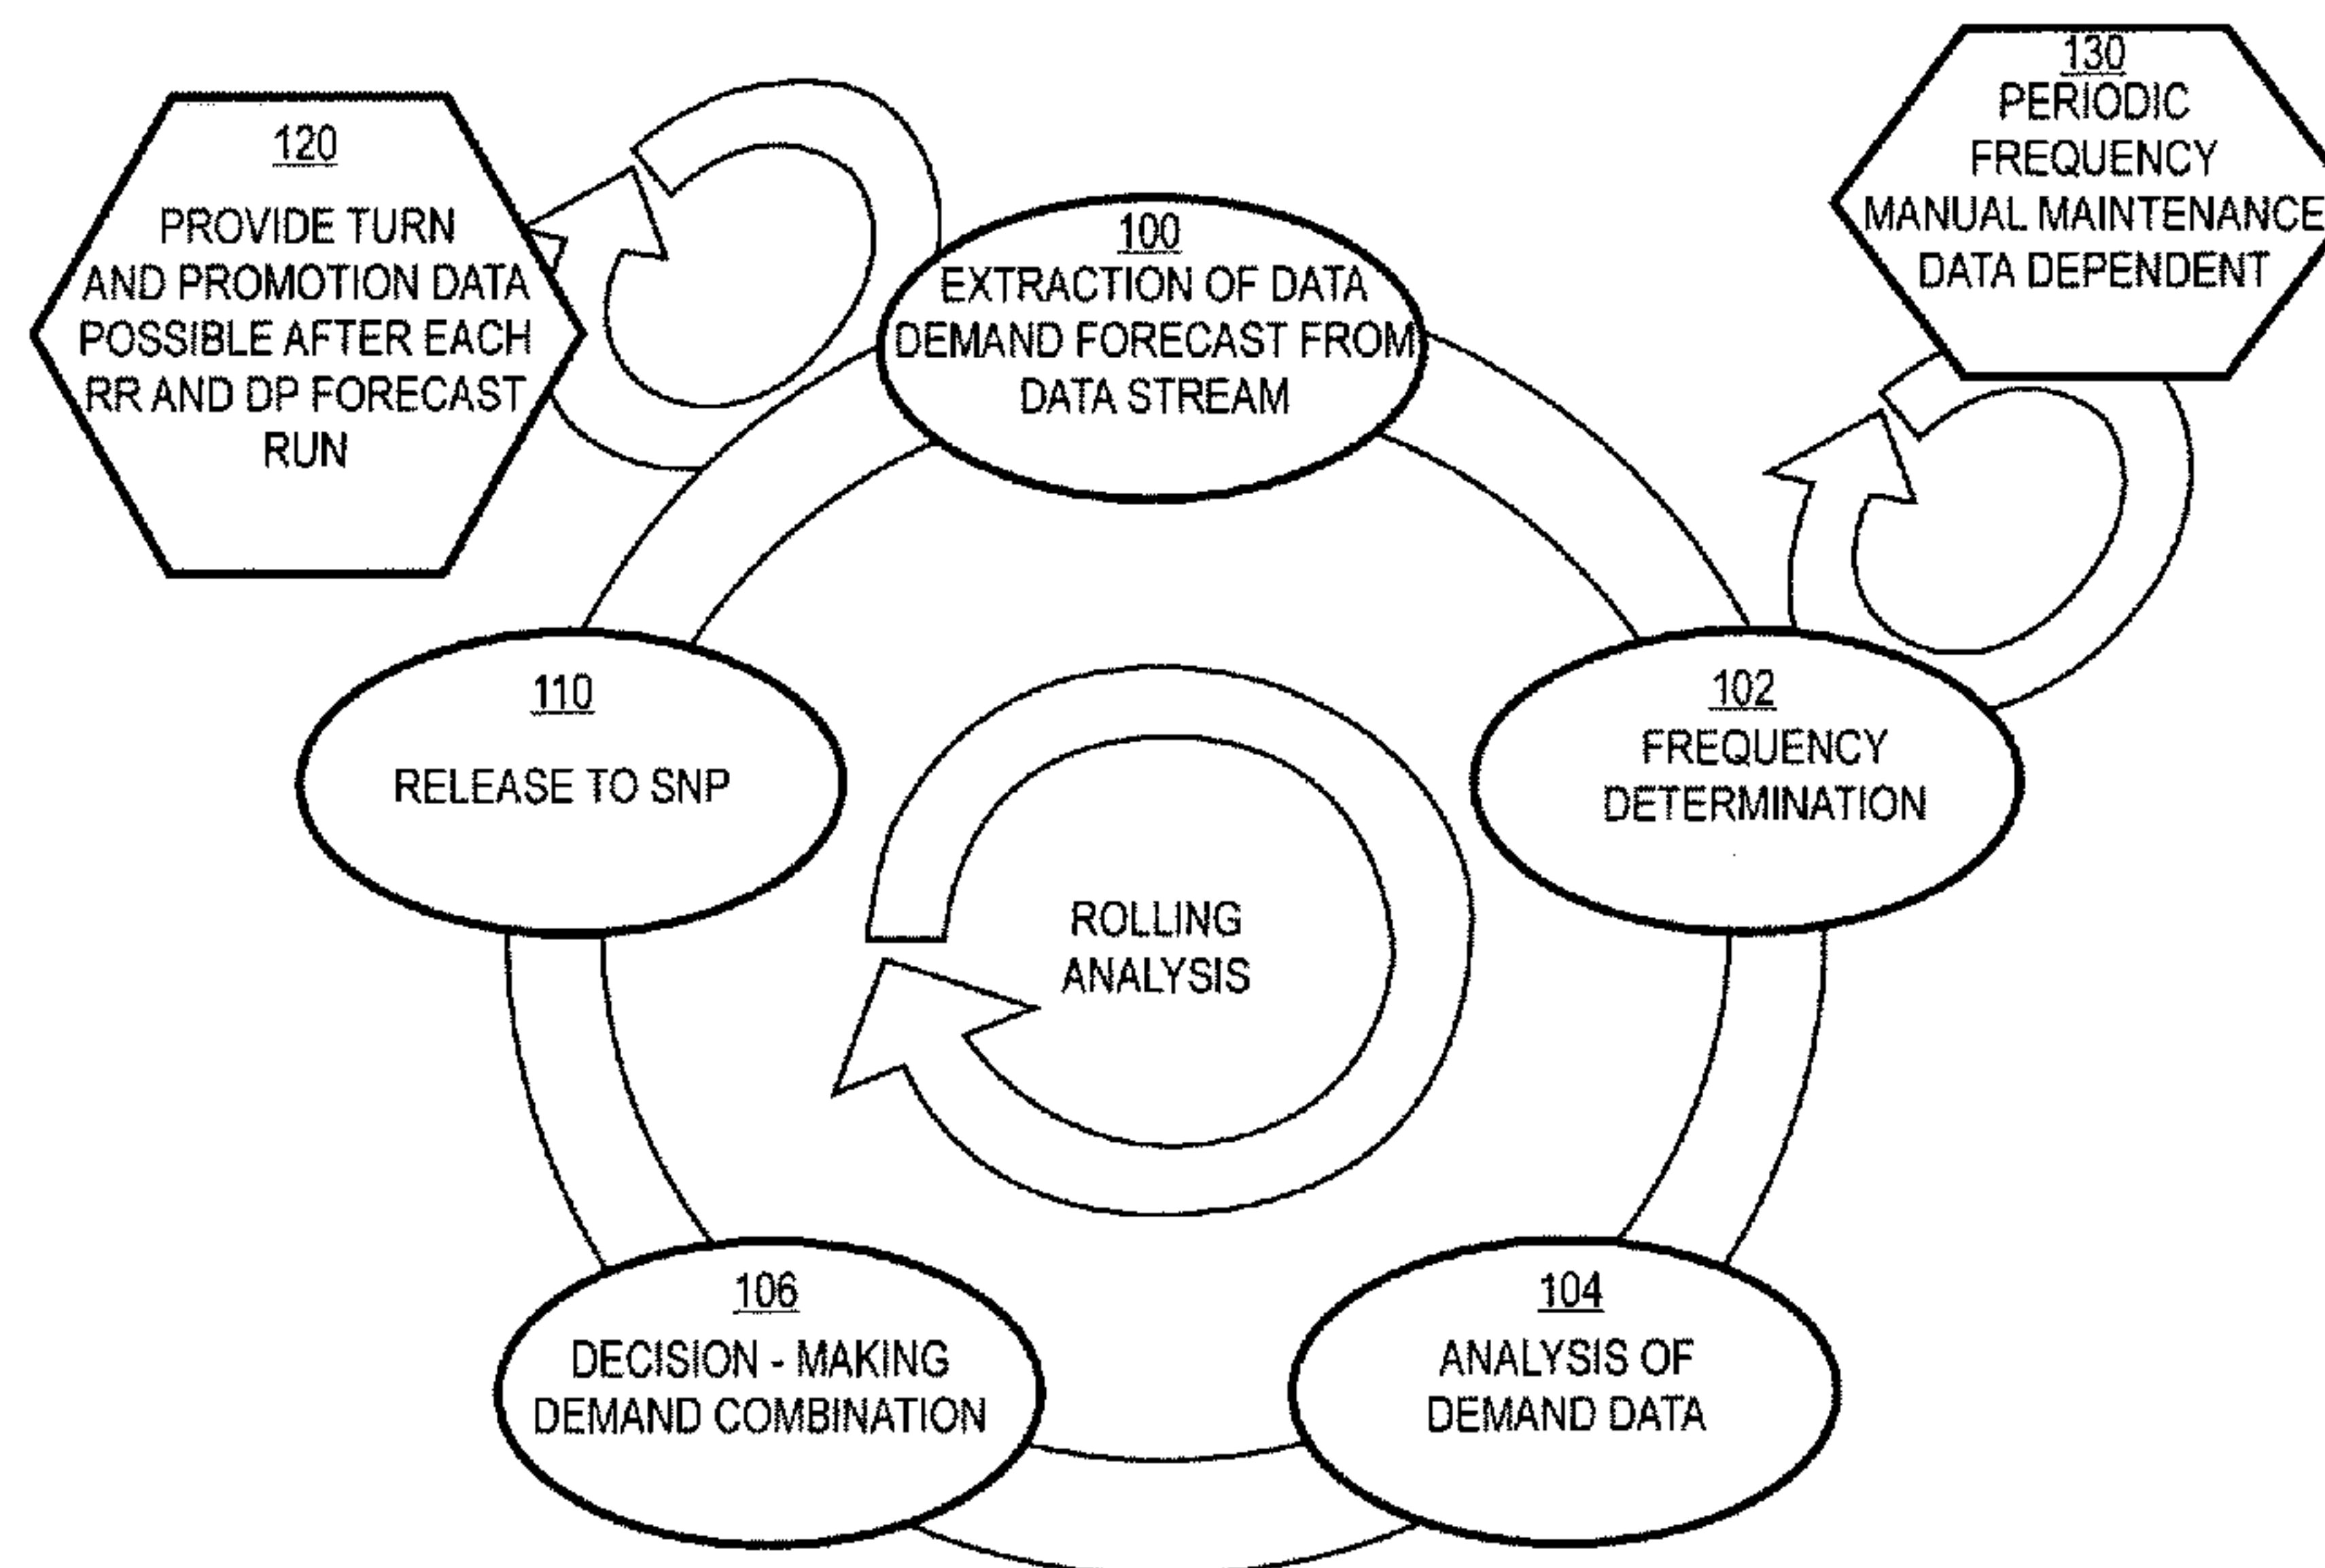 120
PROVIDE TURN
AND PROMOTION DATA
POSSIBLE AFTER EACH
RR AND DP FORECAST
RUN
100
EXTRACTION OF DATA
DEMAND FORECAST FROM
DATA STREAM
130
PERIODIC
FREQUENCY
MANUAL MAINTENANCE
DATA DEPENDENT
110
RELEASE TO SNP
102
FREQUENCY
DETERMINATION
ROLLING
ANALYSIS
106
DECISION - MAKING
DEMAND COMBINATION
104
ANALYSIS OF
DEMAND DATA